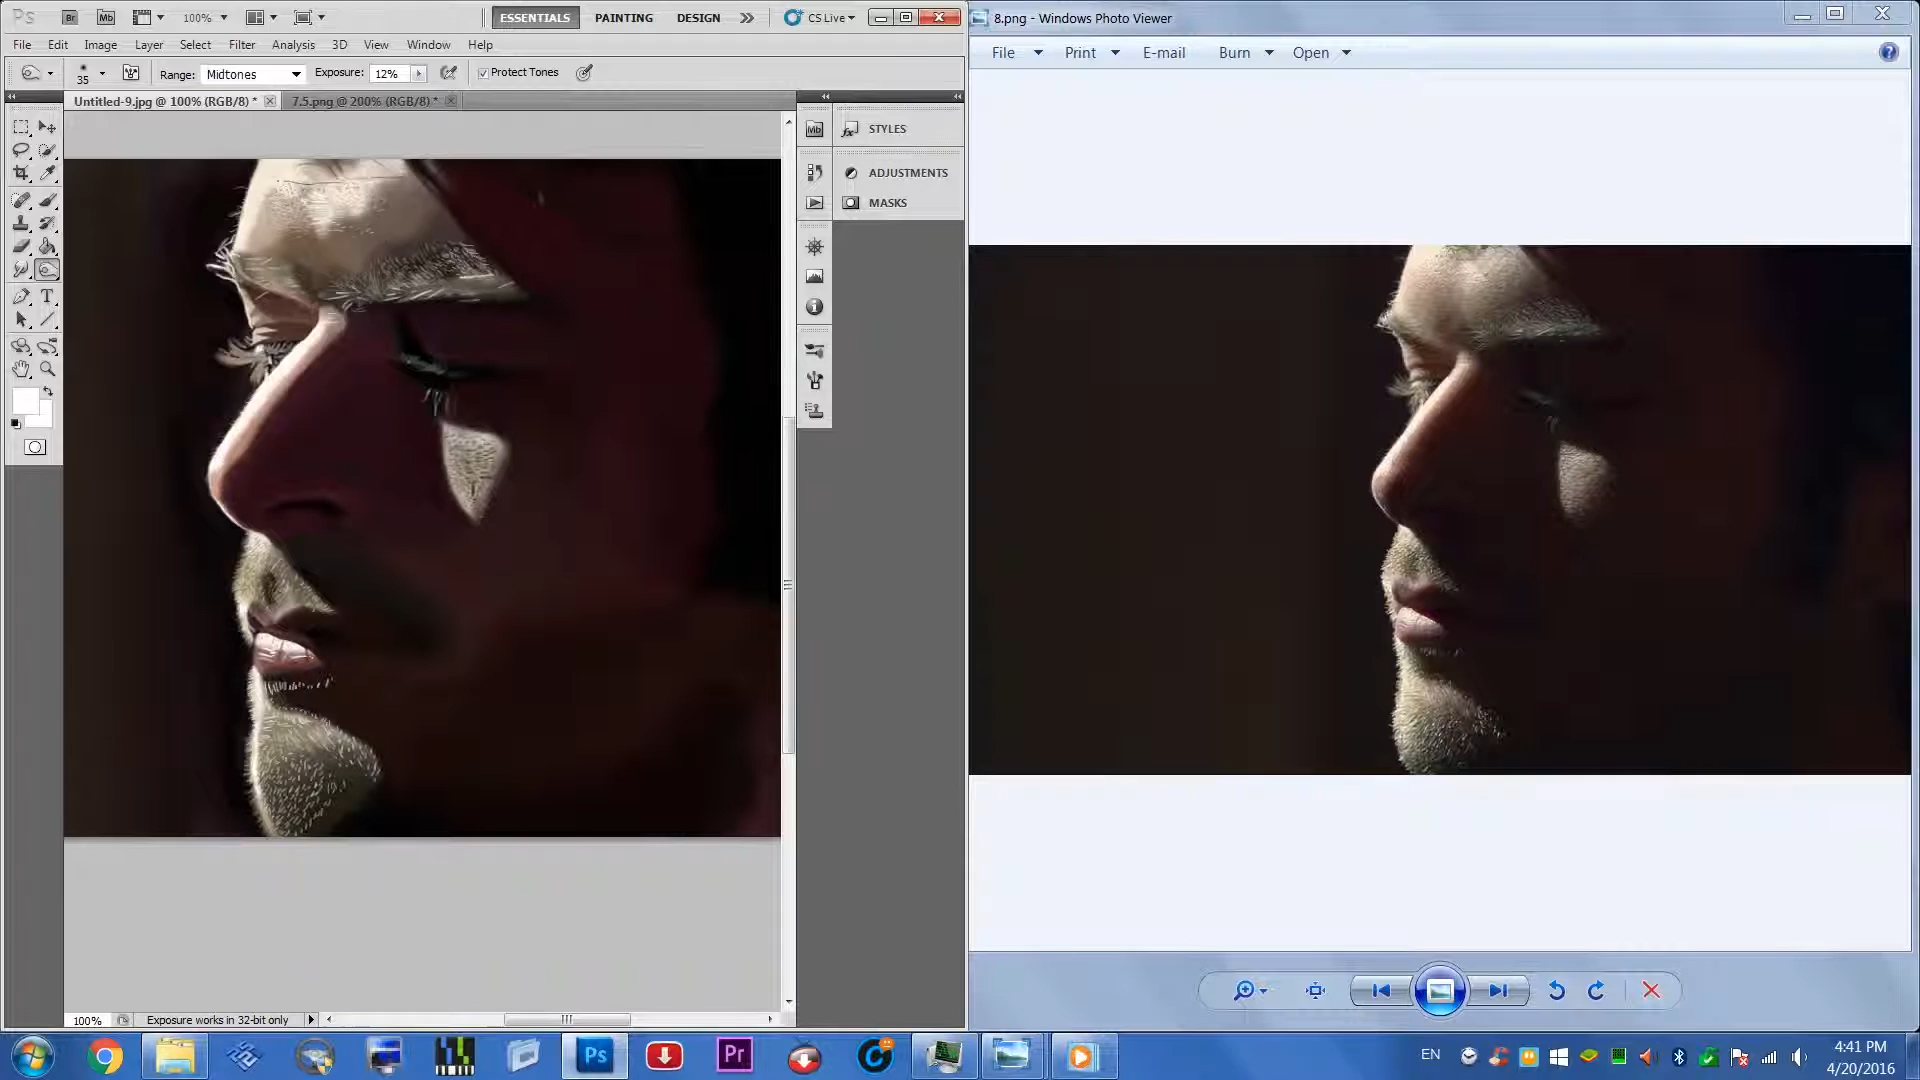 Ps Br Mb 100% ESSENTIALS PAINTING DESIGN CS Live
File Edit Image Layer Select Filter Analysis 3D View Window Help
35 Range: Midtones Exposure: 12% Protect Tones
Untitled-9.jpg @ 100% (RGB/8) * 7.5.png @ 200% (RGB/8) *
Mb STYLES
ADJUSTMENTS
MASKS
T
100% Exposure works in 32-bit only
8.png - Windows Photo Viewer
File Print E-mail Burn Open
Ps Pr EN 4:41 PM
4/20/2016